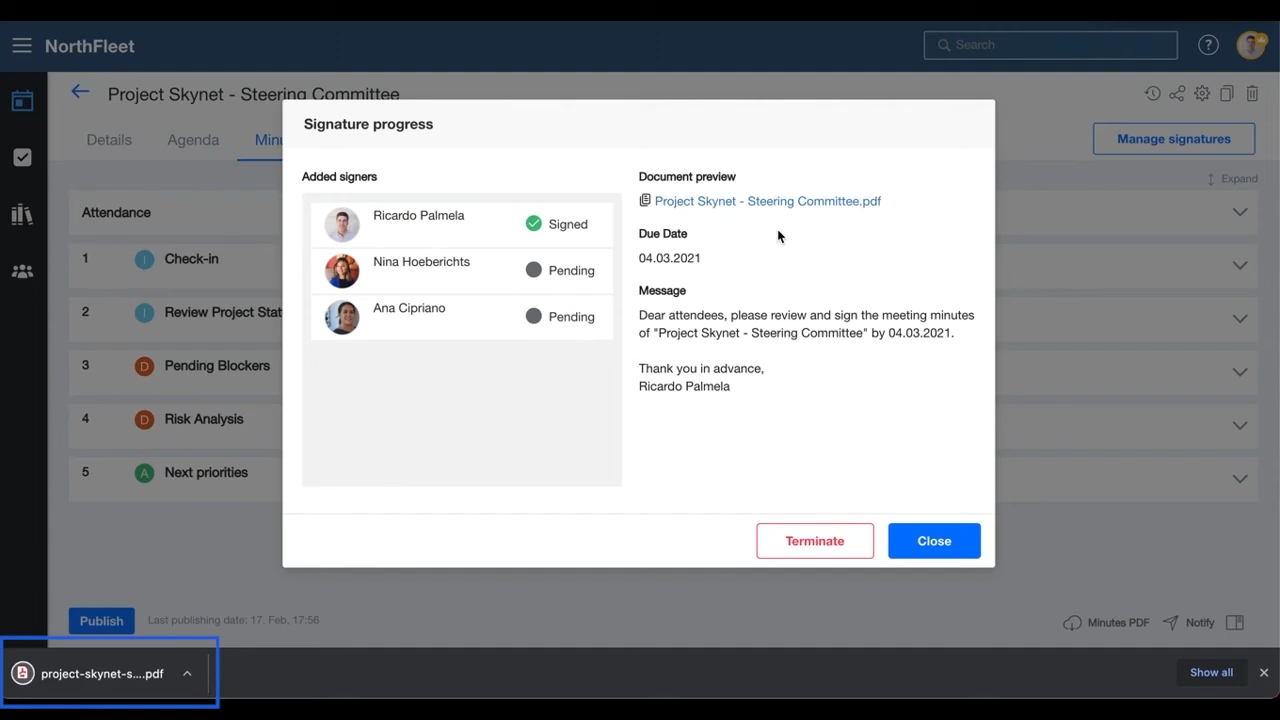 NorthFleet
Search
?
Project Skynet - Steering Committee
Details
Agenda
Minu
Manage signatures
Expand
Attendance
1
I
Check-in
2
I
Review Project Stat
3
D
Pending Blockers
4
D
Risk Analysis
5
A
Next priorities
Signature progress
Added signers
Ricardo Palmela
Signed
Nina Hoeberichts
Pending
Ana Cipriano
Pending
Document preview
Project Skynet - Steering Committee.pdf
Due Date
04.03.2021
Message
Dear attendees, please review and sign the meeting minutes
of "Project Skynet - Steering Committee" by 04.03.2021.
Thank you in advance,
Ricardo Palmela
Terminate
Close
Publish
Last publishing date: 17. Feb, 17:56
Minutes PDF
Notify
project-skynet-s....pdf
Show all